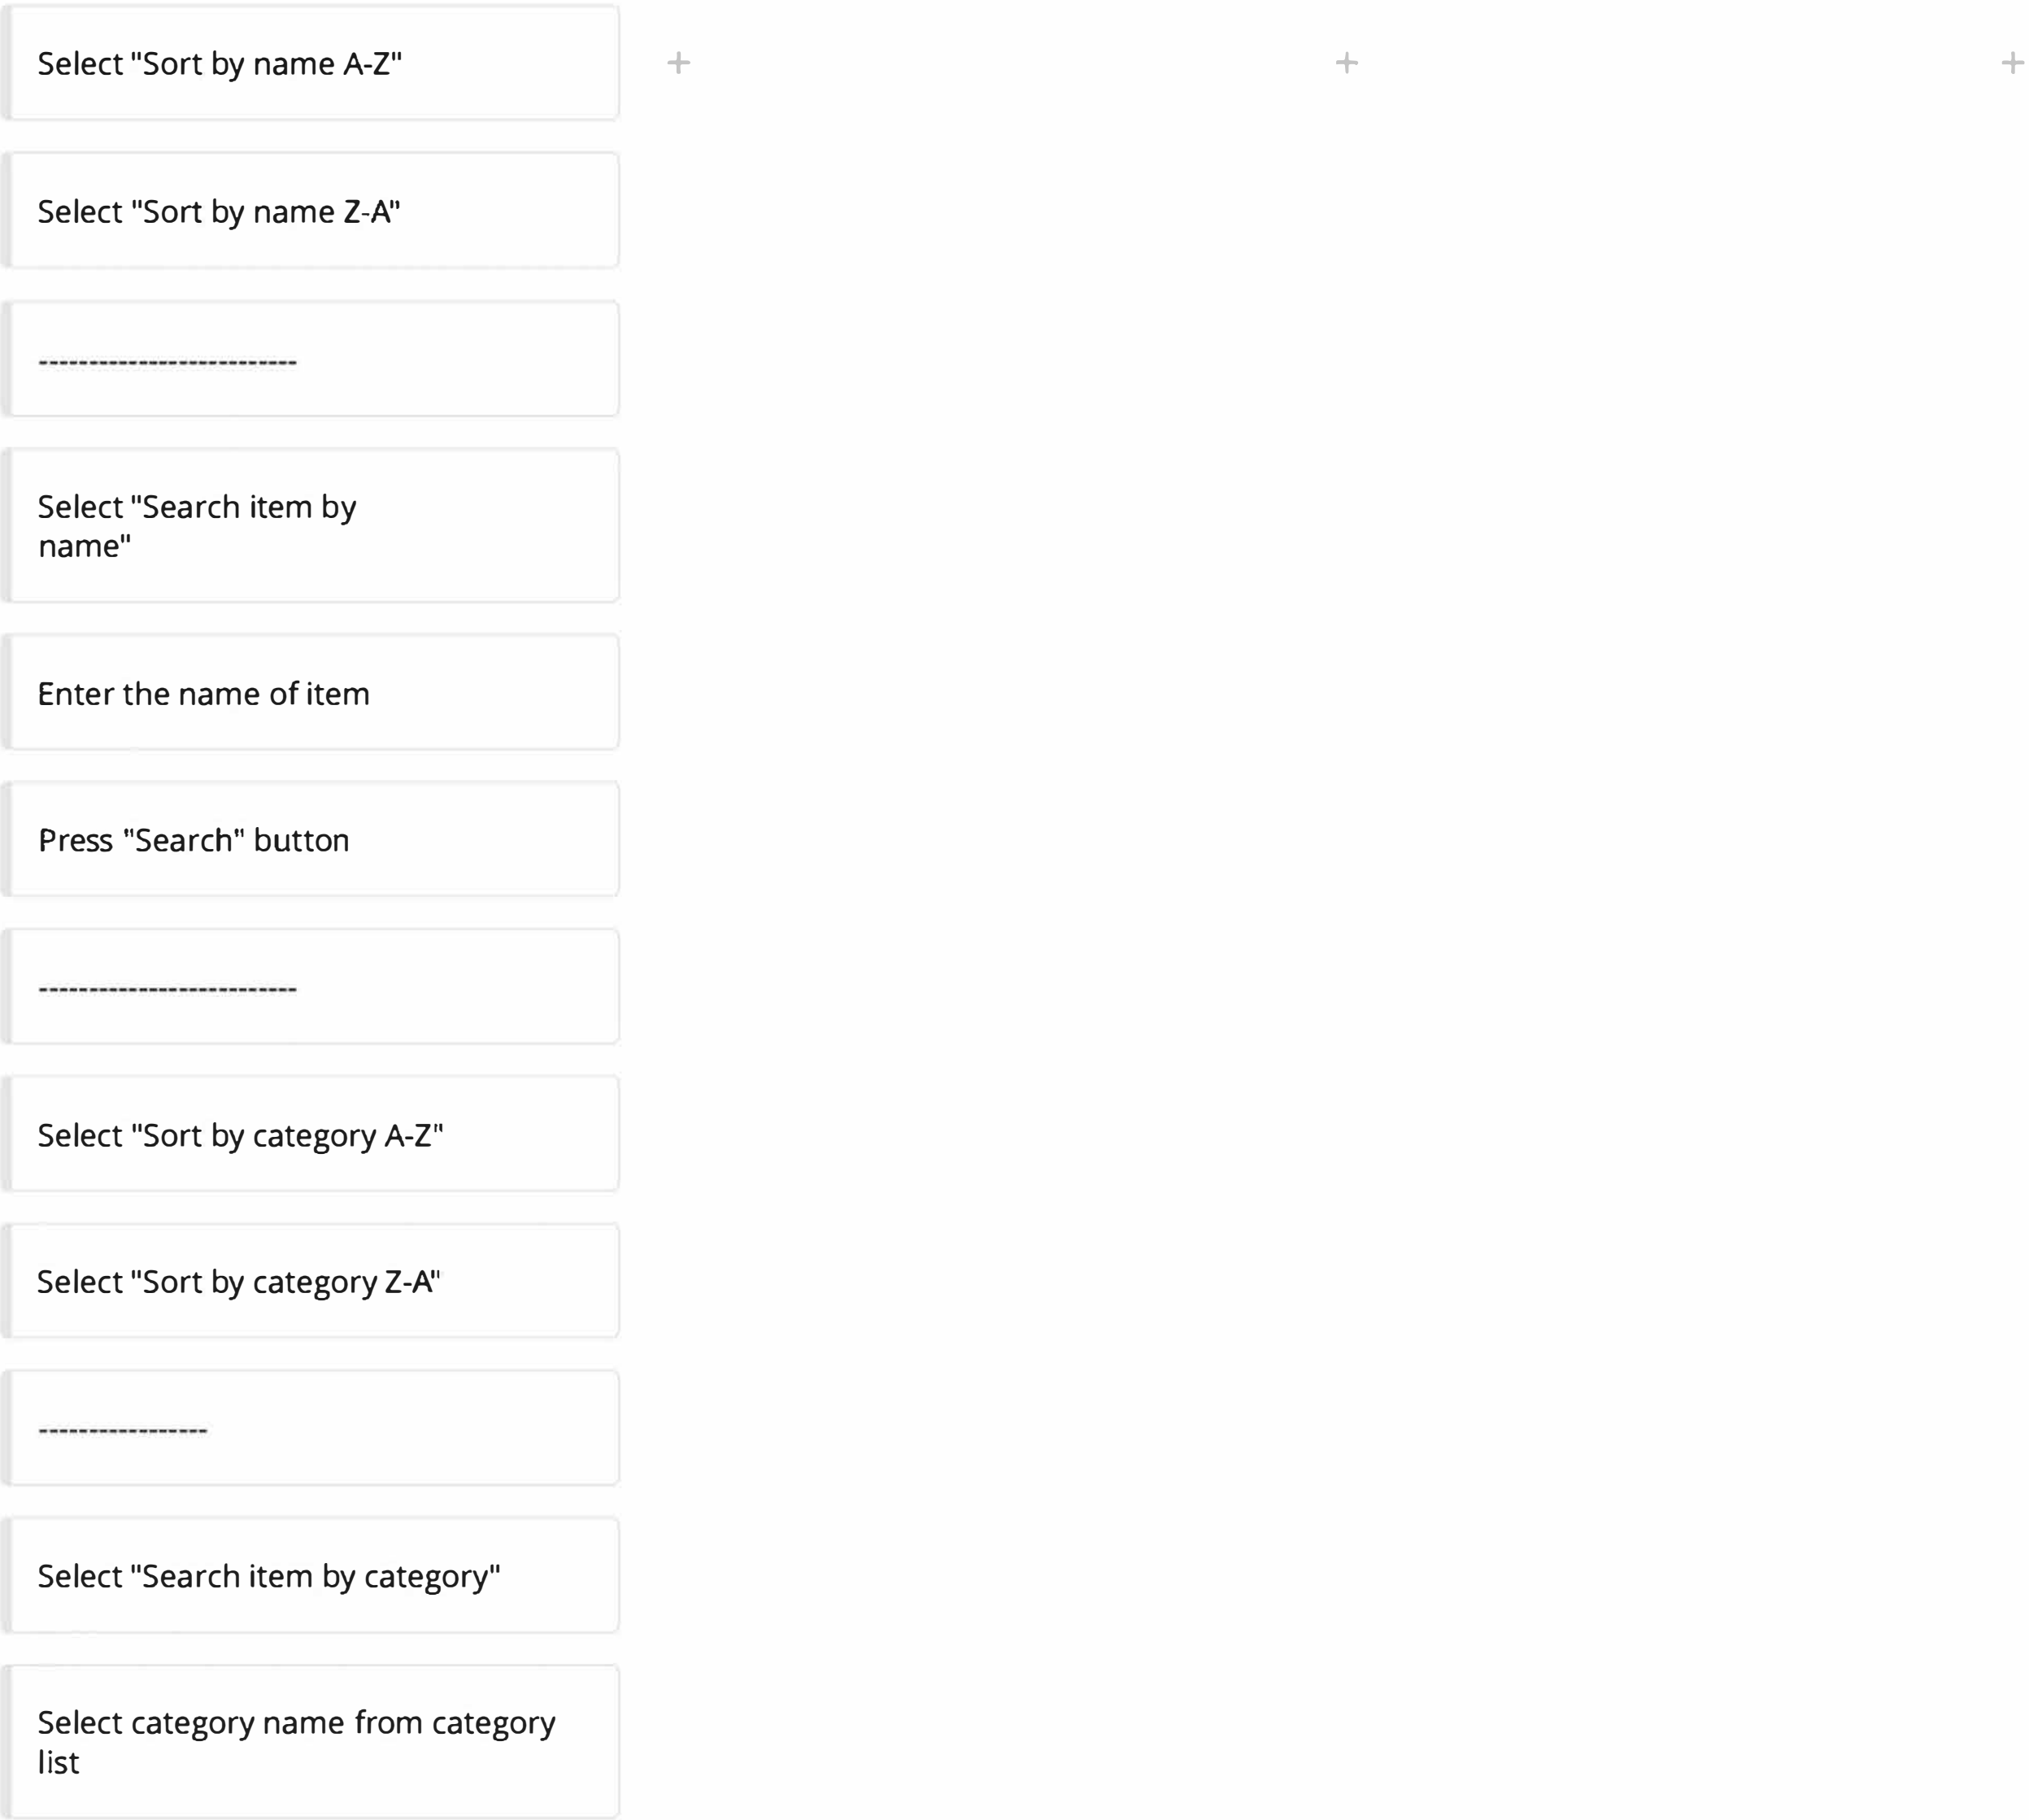 Select "Sort by name A-Z"
+ + +
Select "Sort by name Z-A"
--------------------------
Select "Search item by
name"
Enter the name of item
Press "Search" button
--------------------------
Select "Sort by category A-Z"
Select "Sort by category Z-A"
-----------------
Select "Search item by category"
Select category name from category
list